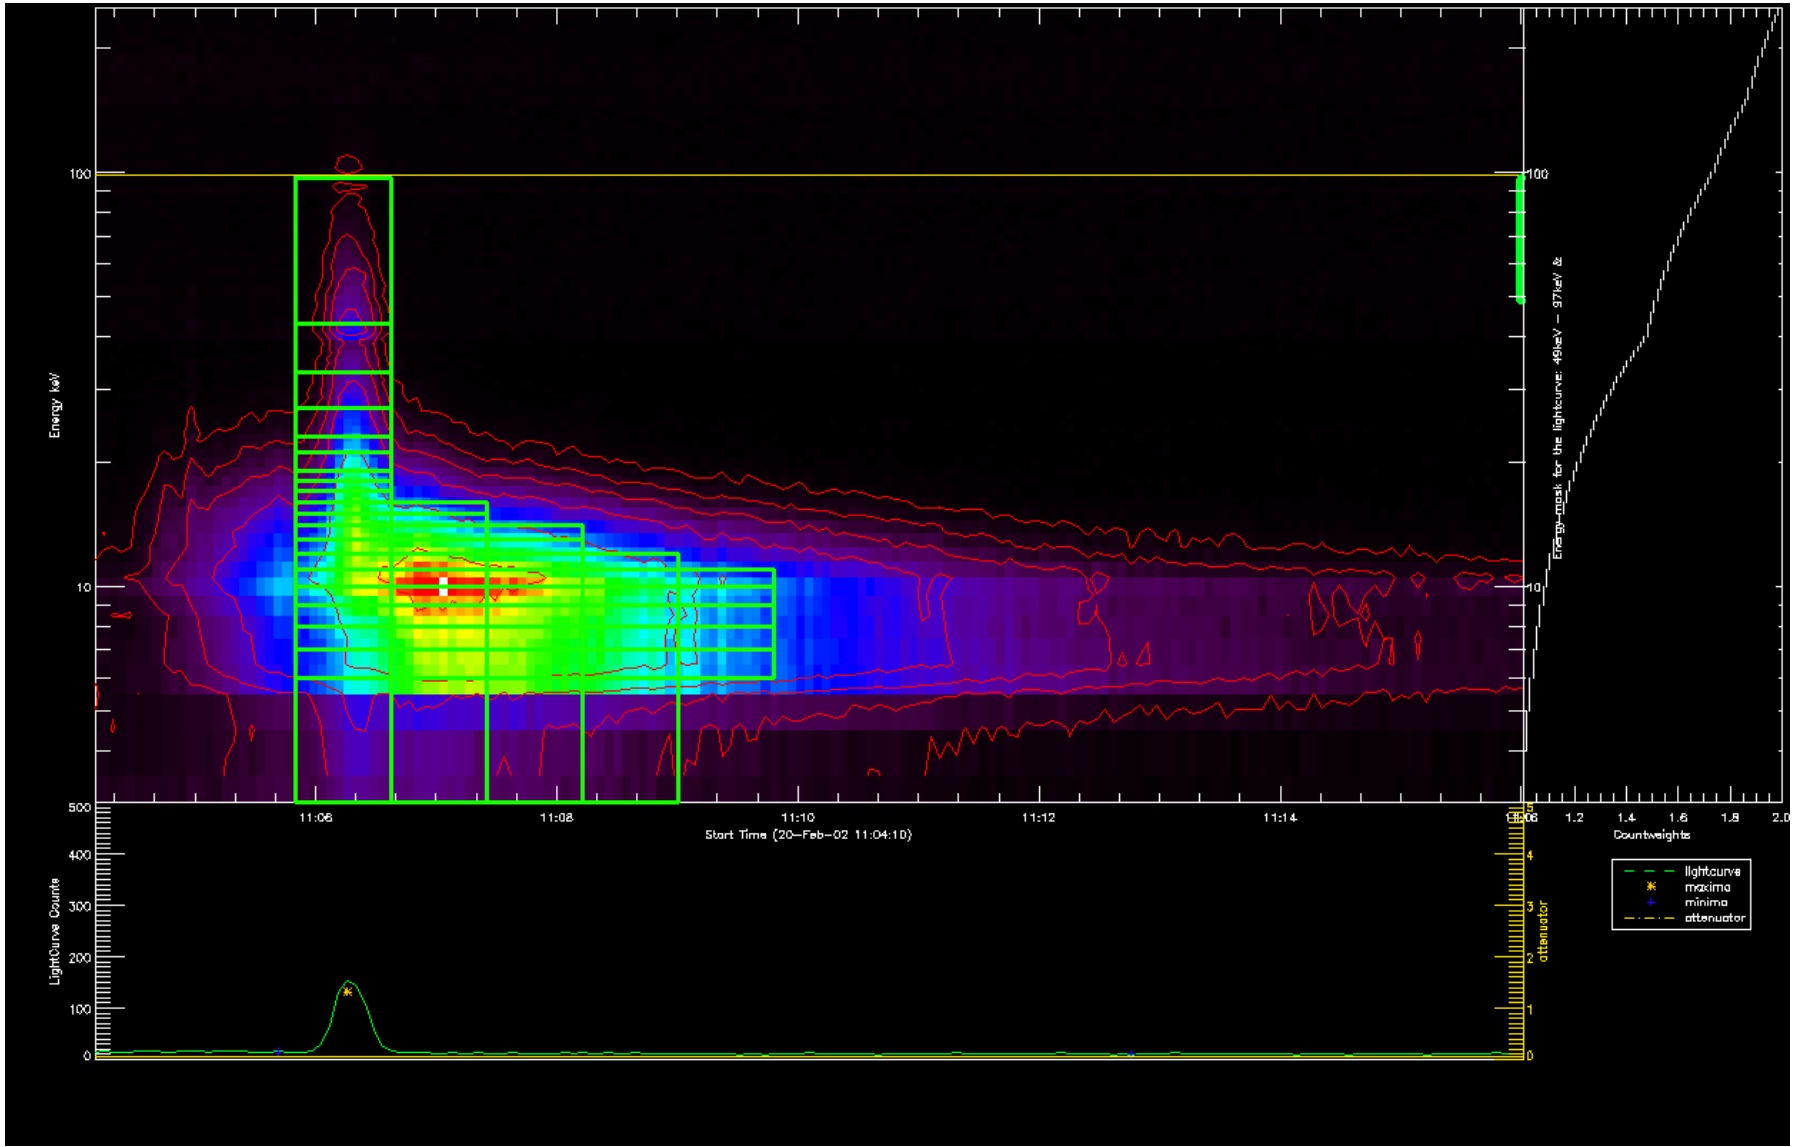 100
100
Energy keV
Energy mask for the lightcurve: 49keV – 97keV &
10
10
500
11:06
11:08
11:10
11:12
11:14
5
1.2
1.4
1.6
1.8
2.0
Start Time (20-Feb-02 11:04:10)
Countweights
400
4
LightCurve Counts
lightcurve
maxima
minima
attenuator
300
3
attenuator
200
2
100
1
0
0